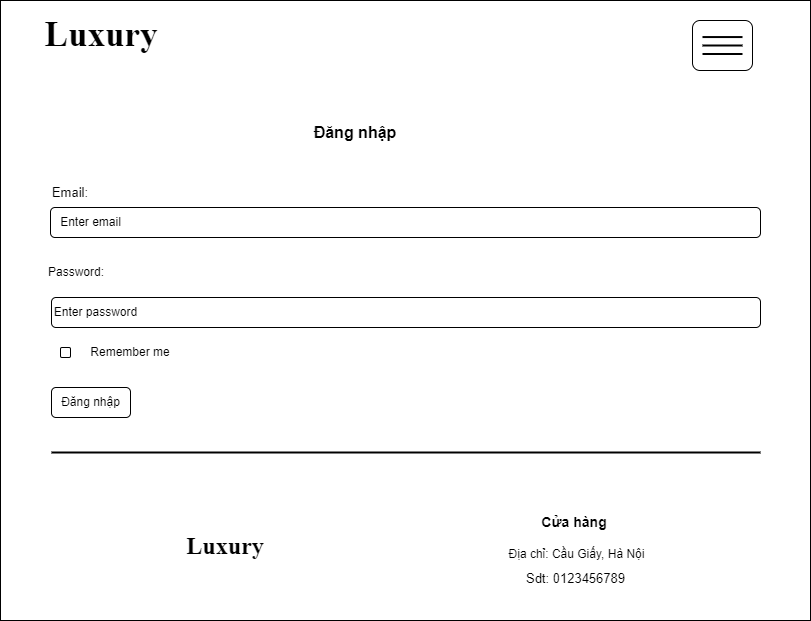 Luxury
Đăng nhập
Email:
Enter email
Password:
Enter password
Remember me
Đăng nhập
Luxury
Cửa hàng
Địa chỉ: Cầu Giấy, Hà Nội
Sdt: 0123456789